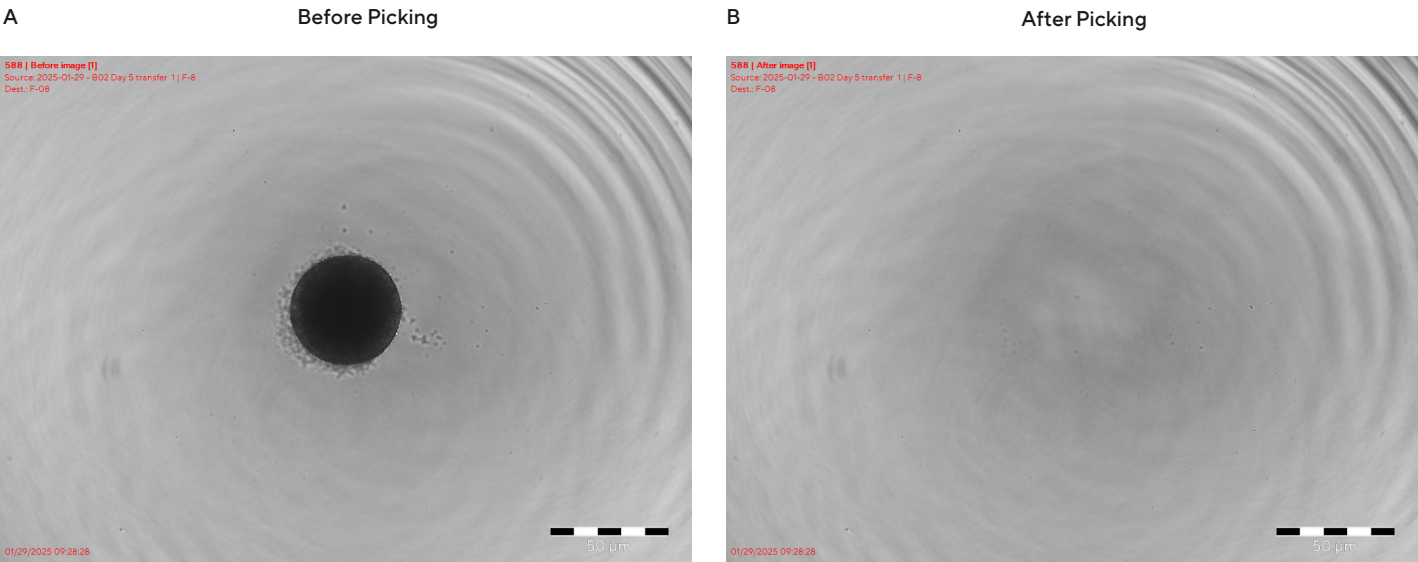 A
Before Picking
B
After Picking
588 | Before image [1]
Source: 2025-01-29 - B02 Day 5 transfer 1 | F-8
Dest.: F-08
588 | After image [1]
Source: 2025-01-29 - B02 Day 5 transfer 1 | F-8
Dest.: F-08
50 µm
01/29/2025 09:28:28
50 µm
01/29/2025 09:28:28